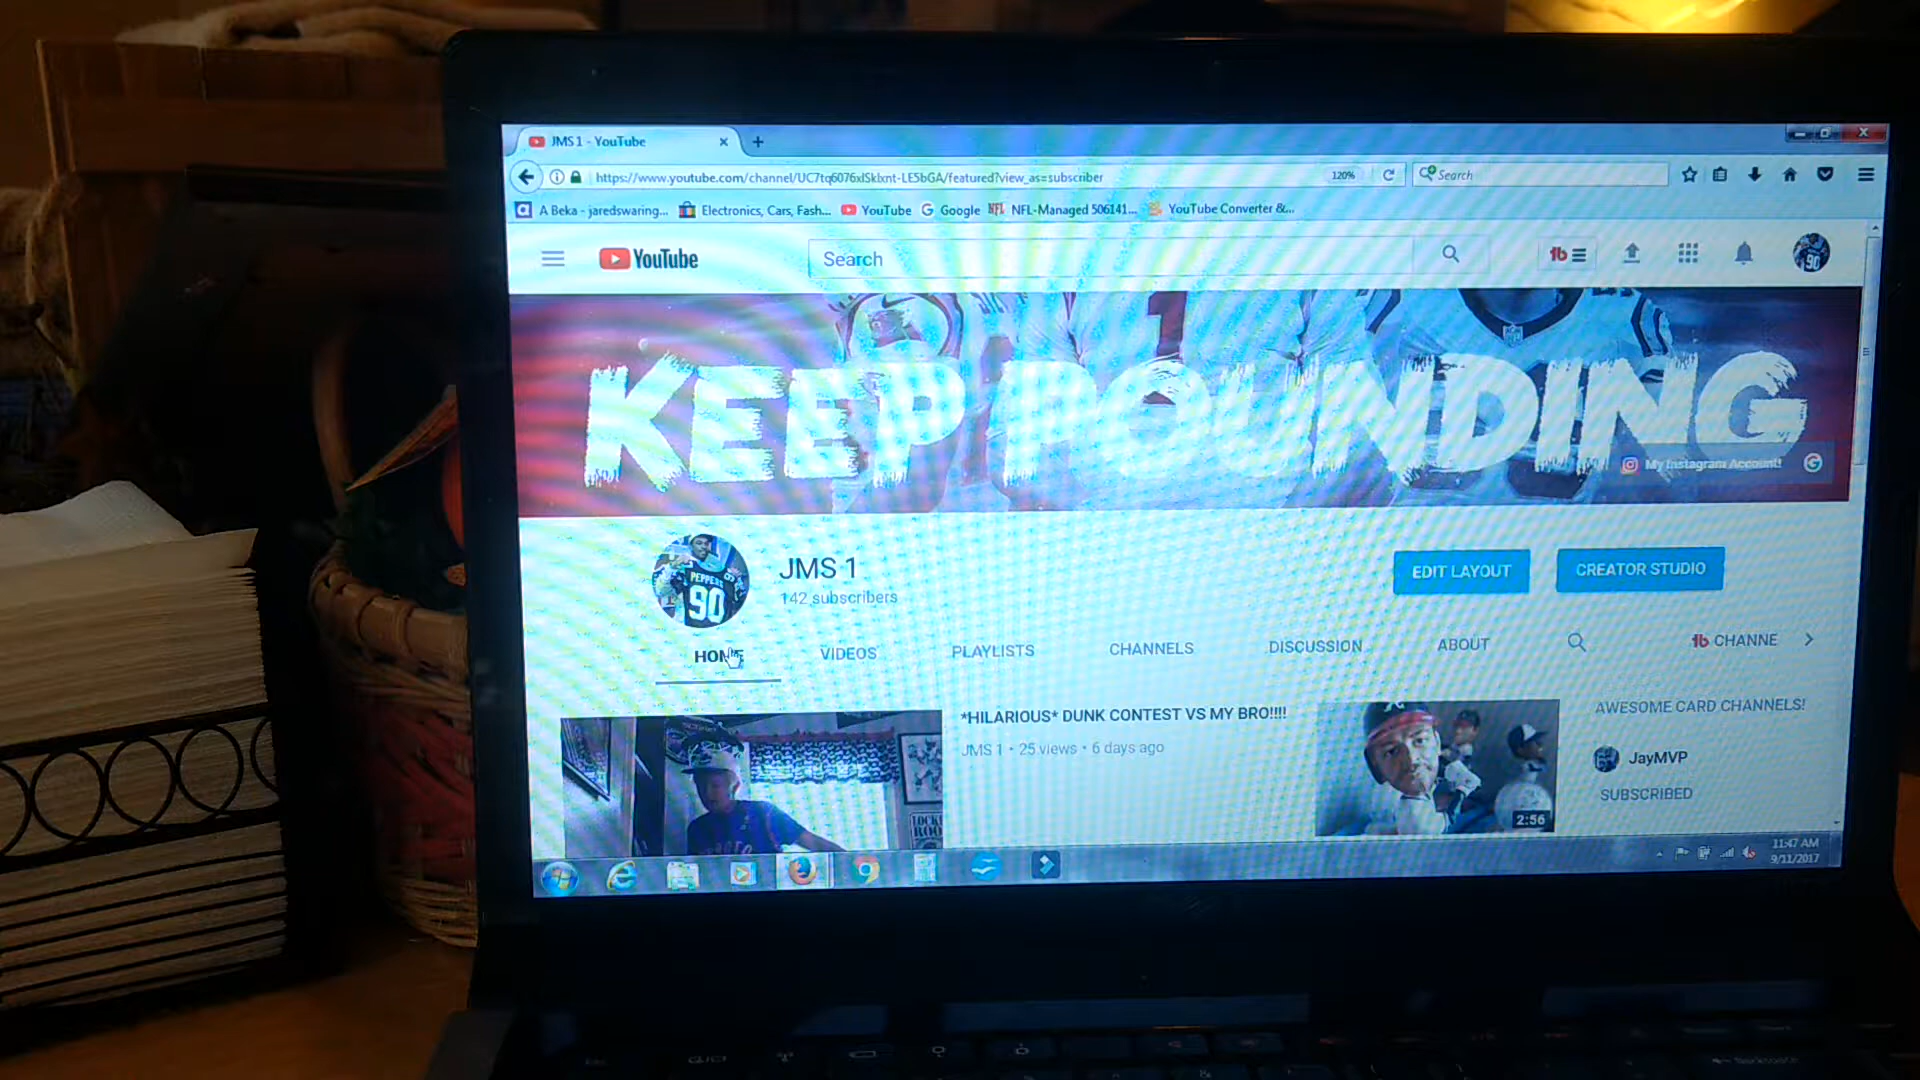 JMS 1 - YouTube
https://www.youtube.com/channel/UC7tq6076xlSklxnt-LE5bGA/featured?view_as=subscriber
120%
Search
A Beka - jaredswaring...
Electronics, Cars, Fash...
YouTube
Google
NFL-Managed 506141...
YouTube Converter &...
YouTube
Search
KEEP POUNDING
My Instagram Account!
PEPPERS
90
JMS 1
142 subscribers
EDIT LAYOUT
CREATOR STUDIO
HOME
VIDEOS
PLAYLISTS
CHANNELS
DISCUSSION
ABOUT
CHANNE
*HILARIOUS* DUNK CONTEST VS MY BRO!!!!
JMS 1 • 25 views • 6 days ago
2:56
AWESOME CARD CHANNELS!
JayMVP
SUBSCRIBED
11:47 AM
9/11/2017